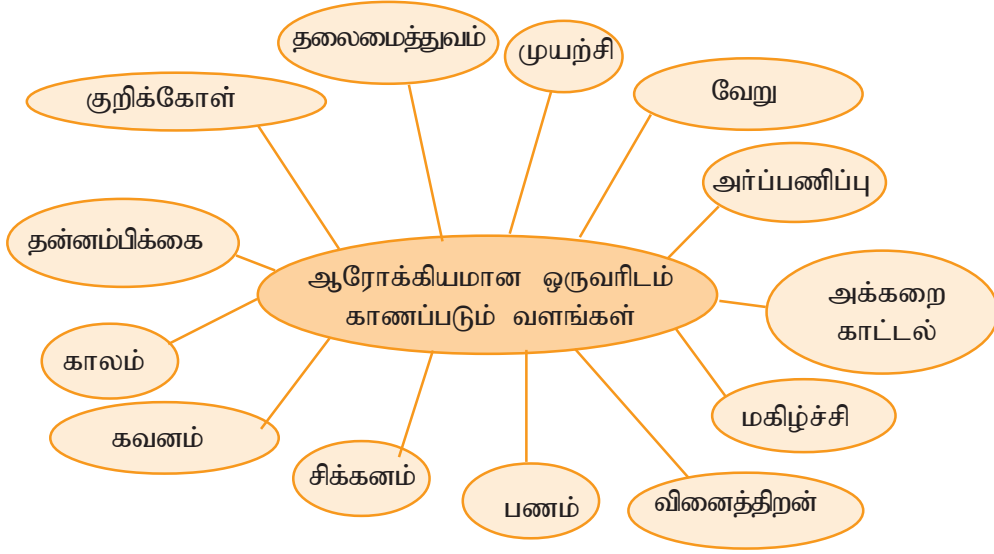 தலைமைத்துவம்
முயற்சி
வேறு
குறிக்கோள்
அர்ப்பணிப்பு
தன்னம்பிக்கை
ஆரோக்கியமான ஒருவரிடம்
காணப்படும் வளங்கள்
அக்கறை
காட்டல்
காலம்
மகிழ்ச்சி
கவனம்
சிக்கனம்
பணம்
வினைத்திறன்